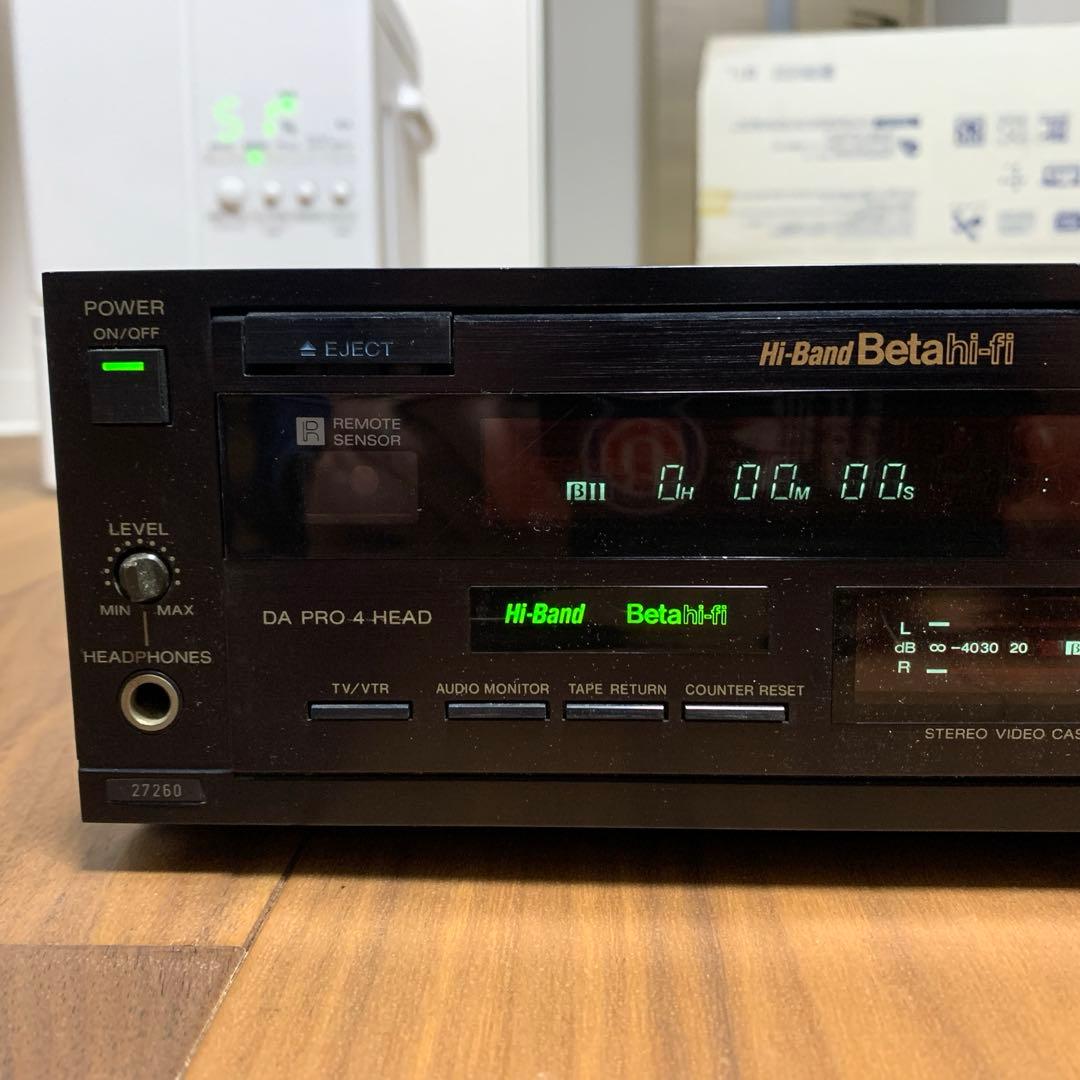 POWER
ON/OFF
EJECT
Hi-Band Betahi-fi
R REMOTE
SENSOR
βII 0H 00M 00S :
LEVEL
MIN MAX
DA PRO 4 HEAD
Hi-Band Betahi-fi
L
dB ∞ -40 30 20
R
HEADPHONES
TV/VTR AUDIO MONITOR TAPE RETURN COUNTER RESET
STEREO VIDEO CAS
27260